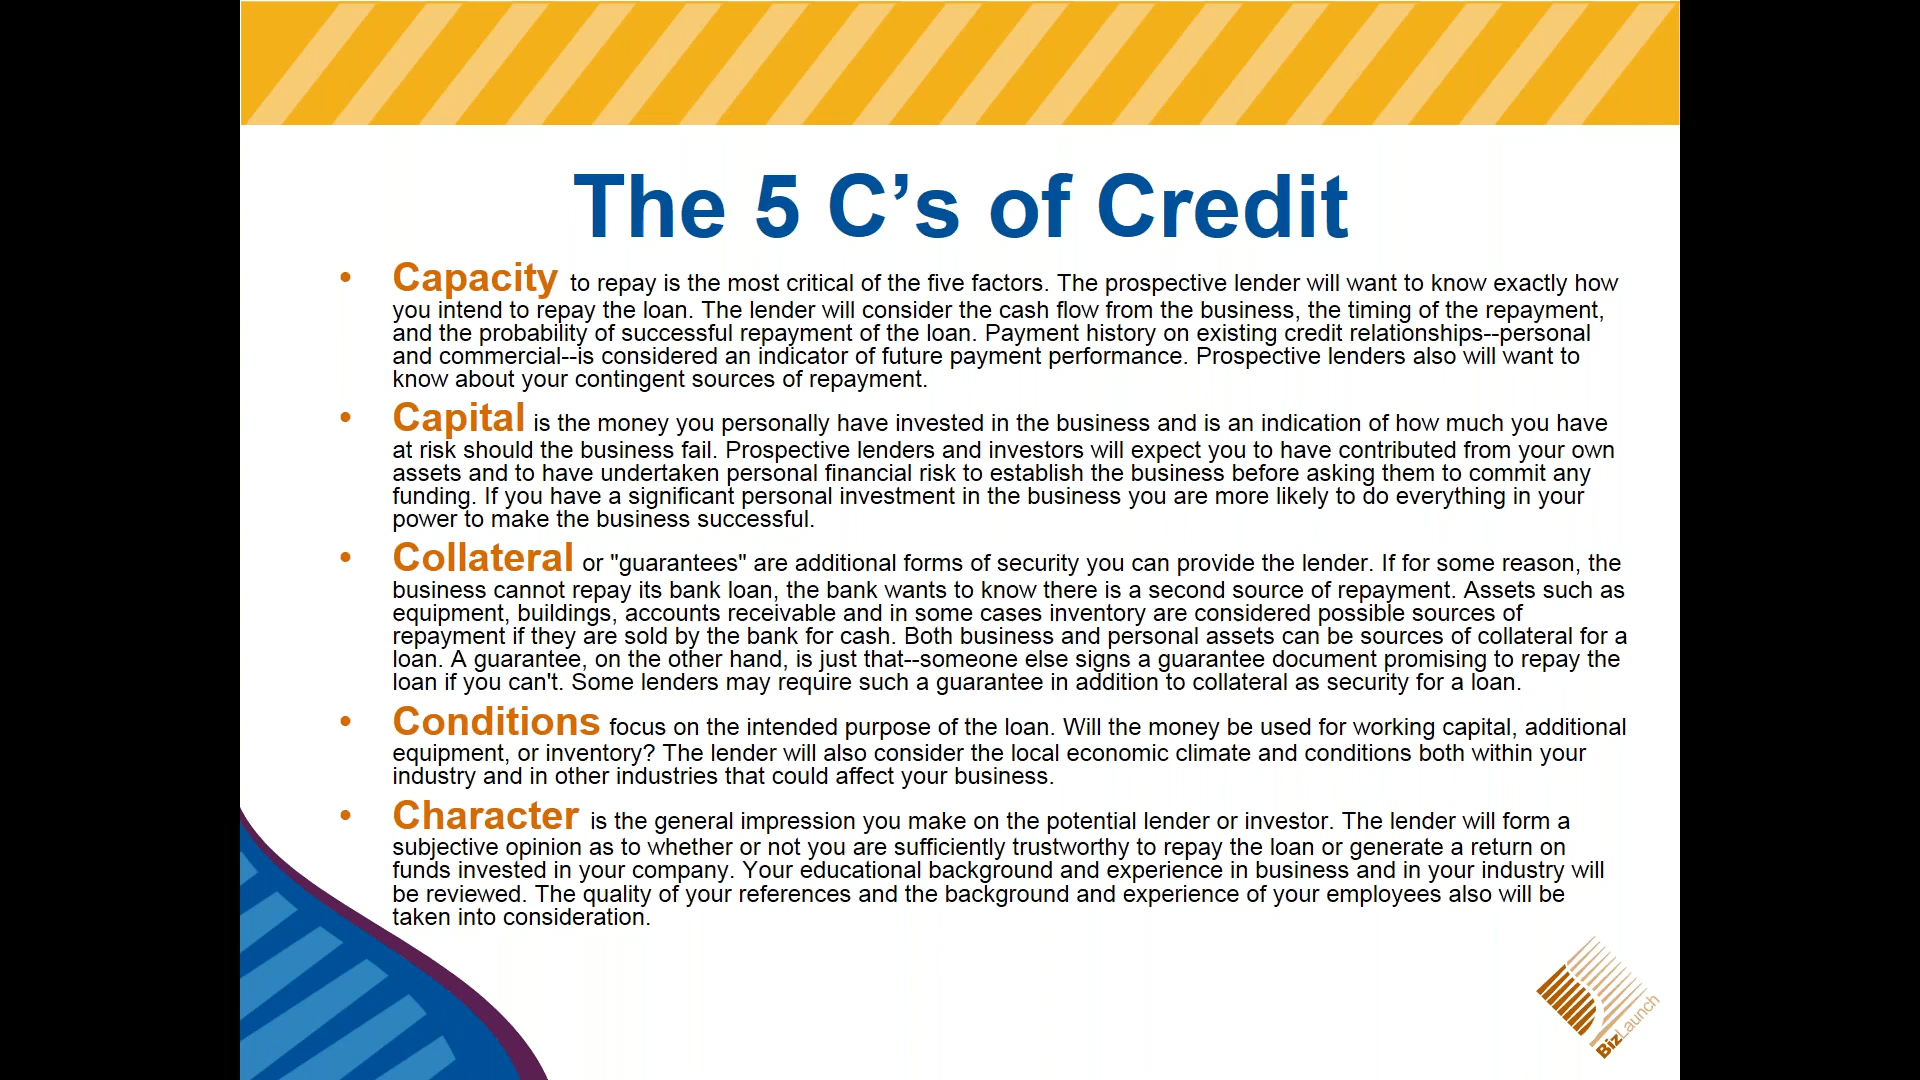 The 5 C’s of Credit
• Capacity to repay is the most critical of the five factors. The prospective lender will want to know exactly how
you intend to repay the loan. The lender will consider the cash flow from the business, the timing of the repayment,
and the probability of successful repayment of the loan. Payment history on existing credit relationships--personal
and commercial--is considered an indicator of future payment performance. Prospective lenders also will want to
know about your contingent sources of repayment.
• Capital is the money you personally have invested in the business and is an indication of how much you have
at risk should the business fail. Prospective lenders and investors will expect you to have contributed from your own
assets and to have undertaken personal financial risk to establish the business before asking them to commit any
funding. If you have a significant personal investment in the business you are more likely to do everything in your
power to make the business successful.
• Collateral or "guarantees" are additional forms of security you can provide the lender. If for some reason, the
business cannot repay its bank loan, the bank wants to know there is a second source of repayment. Assets such as
equipment, buildings, accounts receivable and in some cases inventory are considered possible sources of
repayment if they are sold by the bank for cash. Both business and personal assets can be sources of collateral for a
loan. A guarantee, on the other hand, is just that--someone else signs a guarantee document promising to repay the
loan if you can't. Some lenders may require such a guarantee in addition to collateral as security for a loan.
• Conditions focus on the intended purpose of the loan. Will the money be used for working capital, additional
equipment, or inventory? The lender will also consider the local economic climate and conditions both within your
industry and in other industries that could affect your business.
• Character is the general impression you make on the potential lender or investor. The lender will form a
subjective opinion as to whether or not you are sufficiently trustworthy to repay the loan or generate a return on
funds invested in your company. Your educational background and experience in business and in your industry will
be reviewed. The quality of your references and the background and experience of your employees also will be
taken into consideration.
BizLaunch